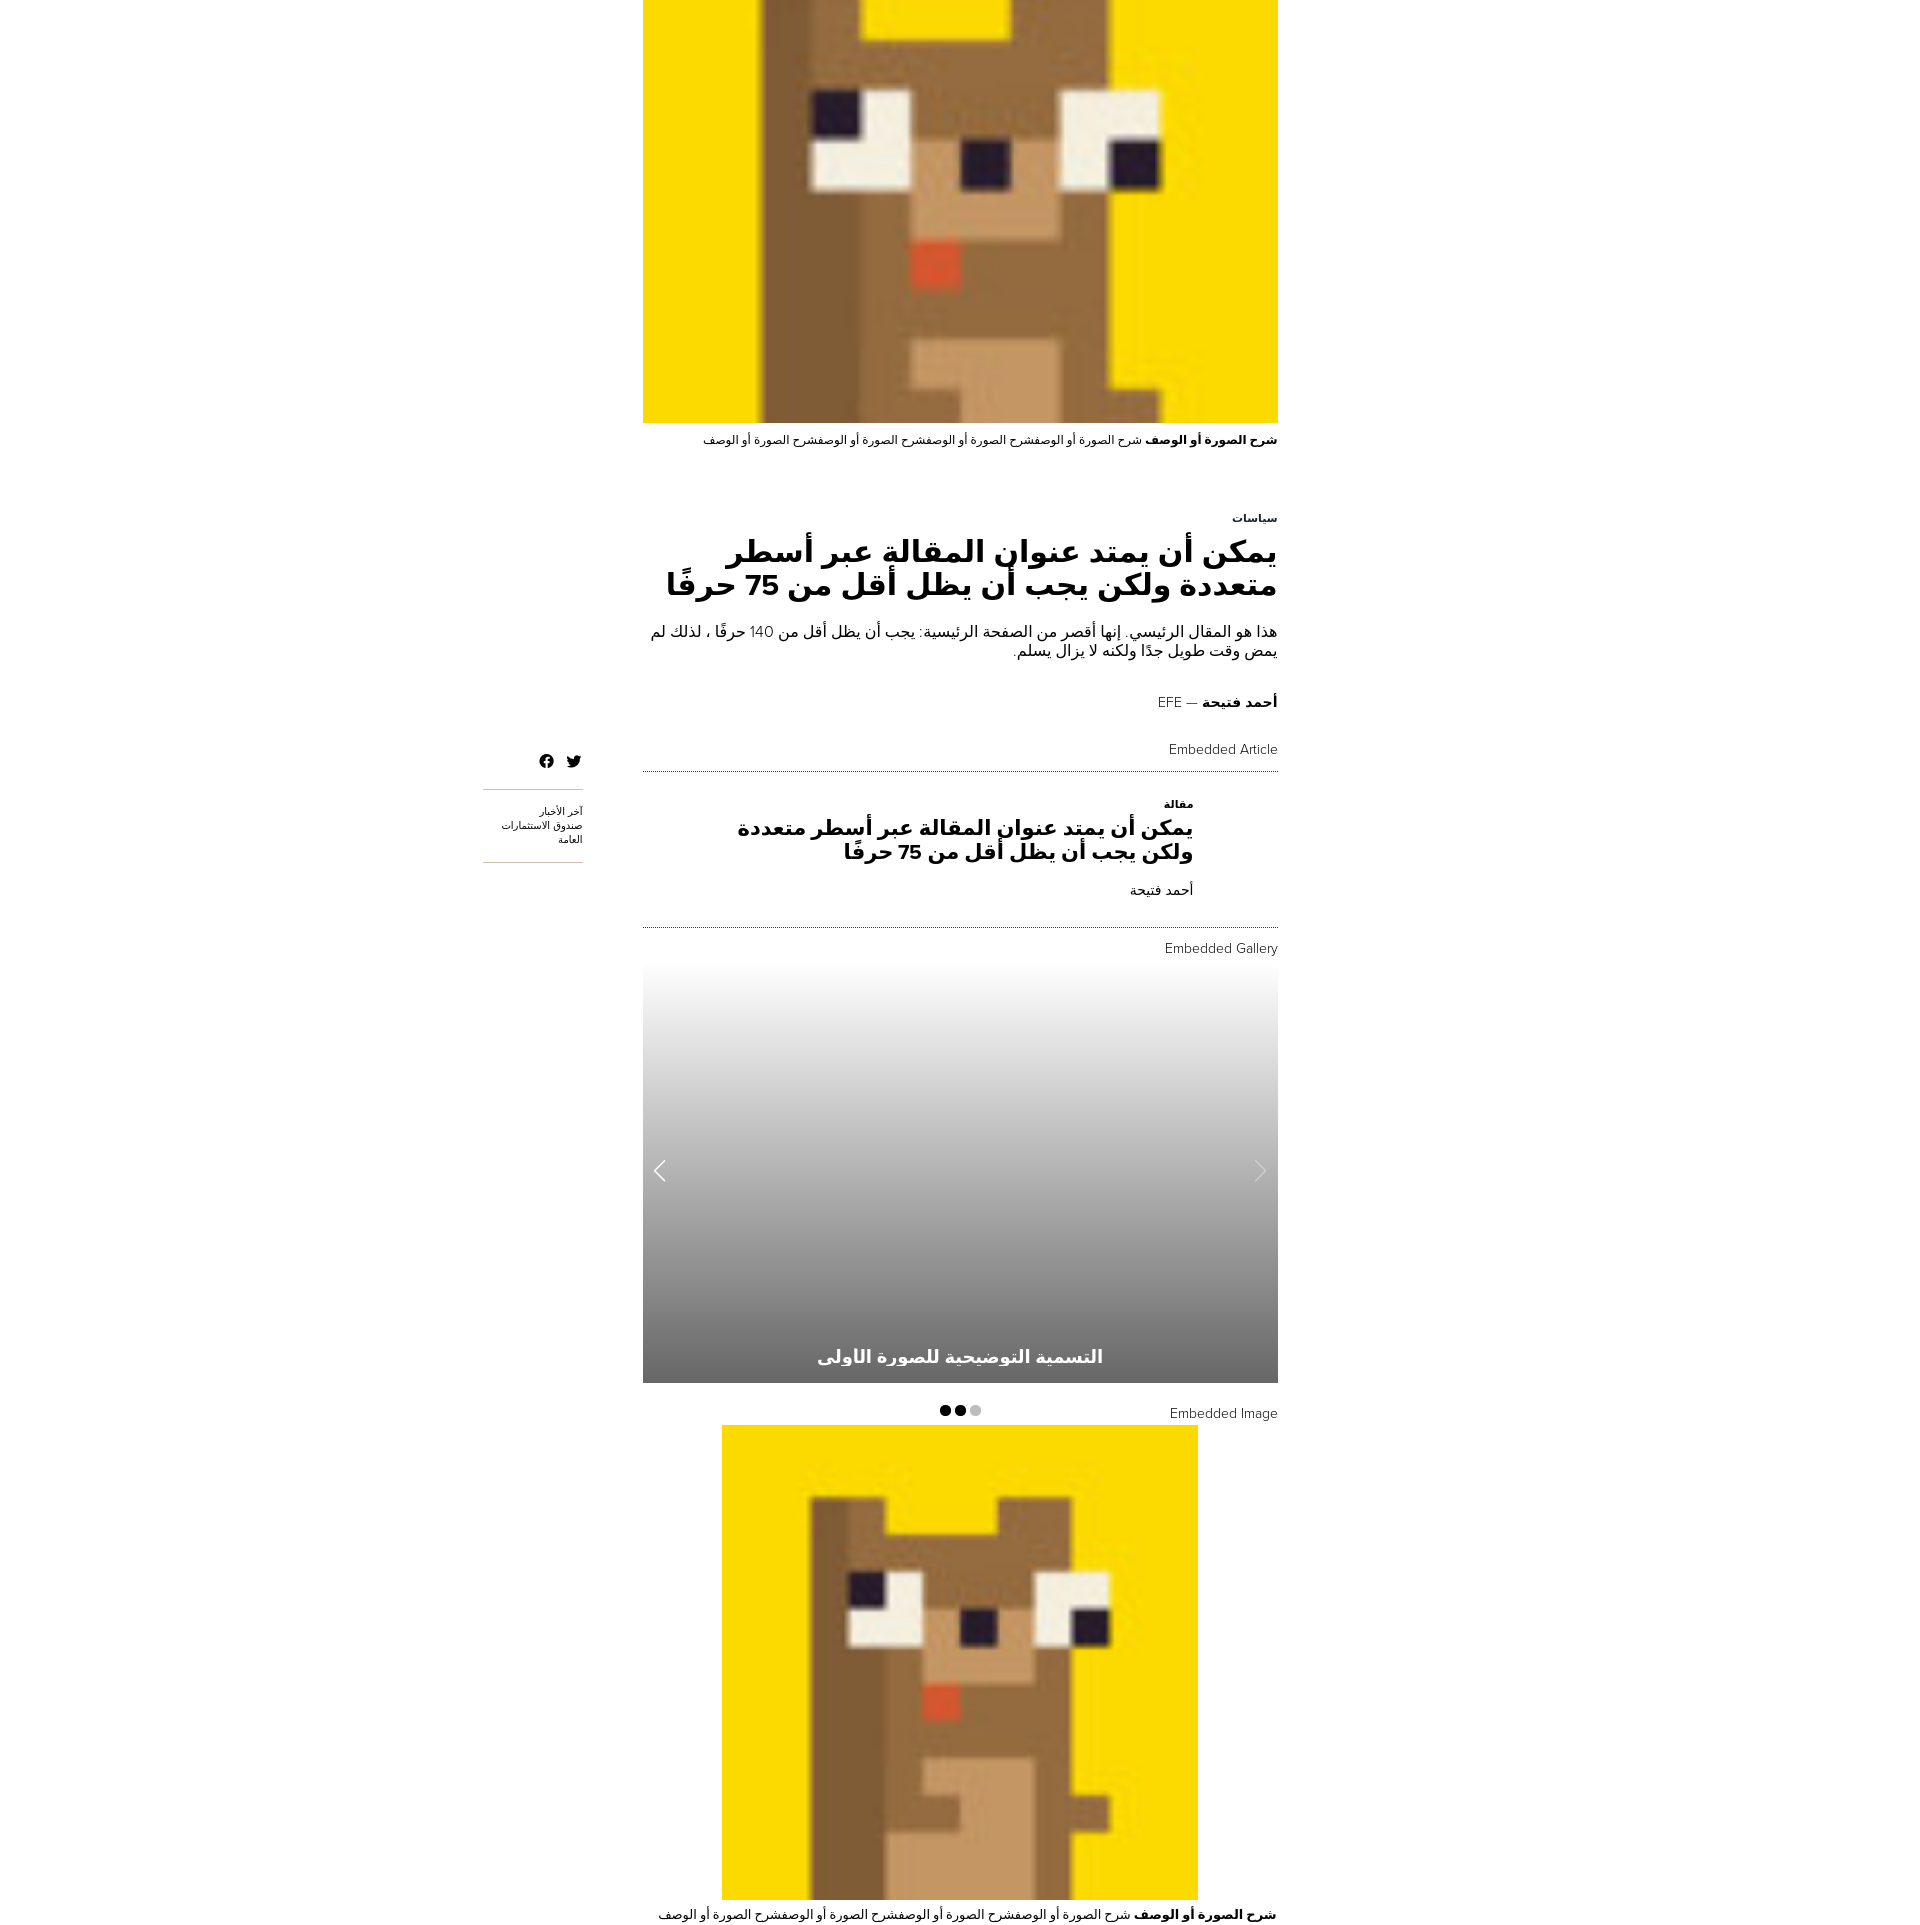 شرح الصورة أو الوصف شرح الصورة أو الوصفشرح الصورة أو الوصفشرح الصورة أو الوصفشرح الصورة أو الوصف
سياسات
يمكن أن يمتد عنوان المقالة عبر أسطر
متعددة ولكن يجب أن يظل أقل من 75 حرفًا
هذا هو المقال الرئيسي. إنها أقصر من الصفحة الرئيسية: يجب أن يظل أقل من 140 حرفًا ، لذلك لم
يمض وقت طويل جدًا ولكنه لا يزال يسلم.
أحمد فتيحة — EFE
Embedded Article
مقالة
يمكن أن يمتد عنوان المقالة عبر أسطر متعددة
ولكن يجب أن يظل أقل من 75 حرفًا
أحمد فتيحة
آخر الأخبار
صندوق الاستثمارات
العامة
Embedded Gallery
التسمية التوضيحية للصورة الأولى
Embedded Image
شرح الصورة أو الوصف شرح الصورة أو الوصفشرح الصورة أو الوصفشرح الصورة أو الوصفشرح الصورة أو الوصف